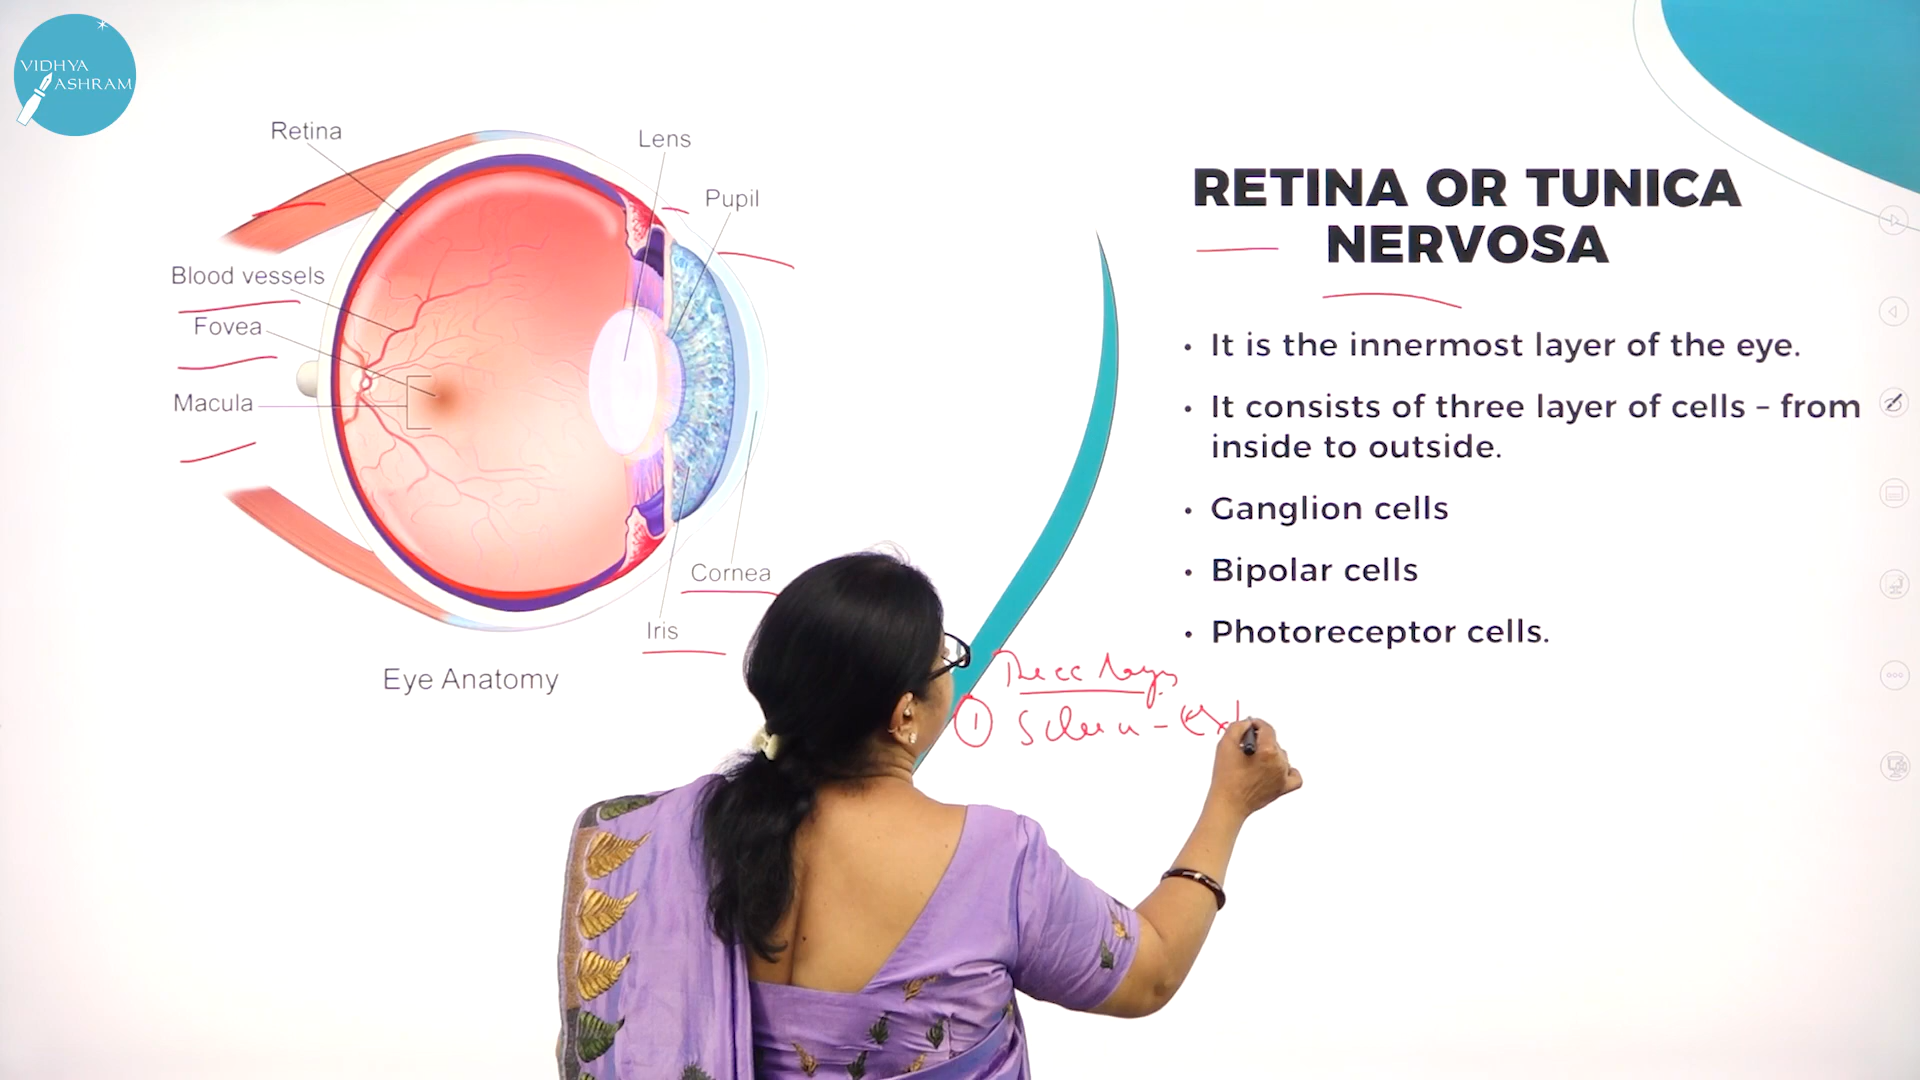 VIDHYA
ASHRAM
Retina
Lens
Pupil
Blood vessels
Fovea
Macula
Cornea
Iris
Eye Anatomy
RETINA OR TUNICA
NERVOSA
• It is the innermost layer of the eye.
• It consists of three layer of cells – from
inside to outside.
• Ganglion cells
• Bipolar cells
• Photoreceptor cells.
①